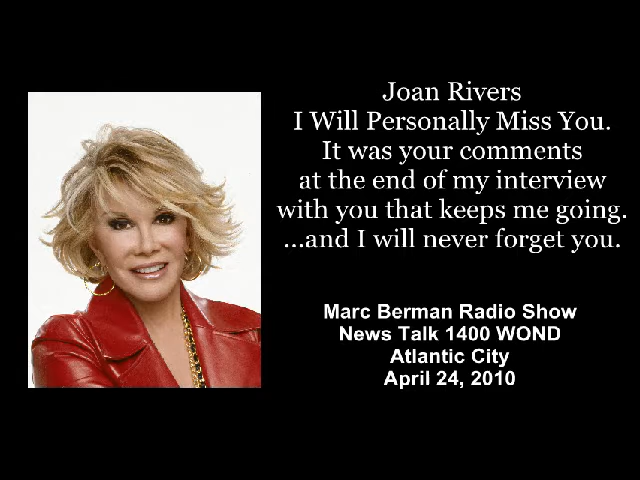 Joan Rivers
I Will Personally Miss You.
It was your comments
at the end of my interview
with you that keeps me going.
...and I will never forget you.
Marc Berman Radio Show
News Talk 1400 WOND
Atlantic City
April 24, 2010